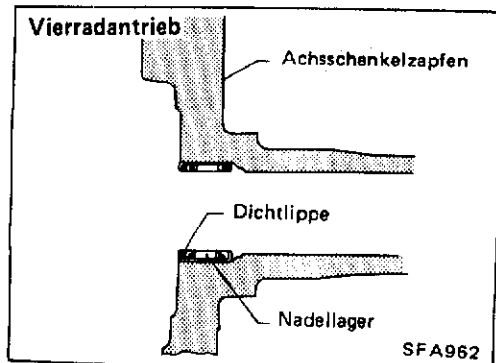 Vierradantrieb
Achsschenkelzapfen
Dichtlippe
Nadellager
SFA962